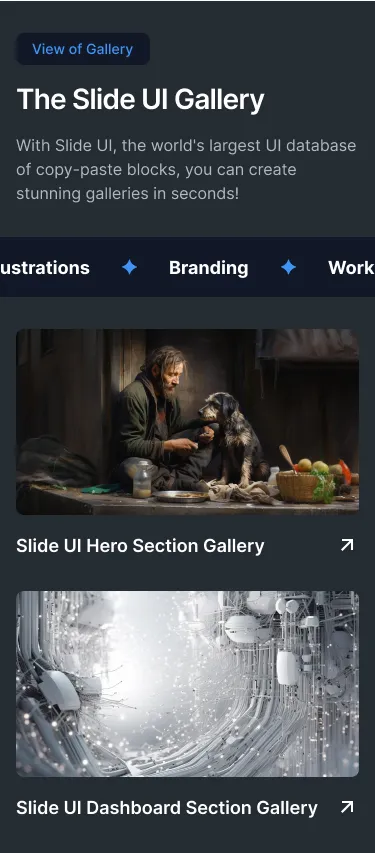 View of Gallery
The Slide UI Gallery
With Slide UI, the world's largest UI database
of copy-paste blocks, you can create
stunning galleries in seconds!
ustrations Branding Work
Slide UI Hero Section Gallery
Slide UI Dashboard Section Gallery